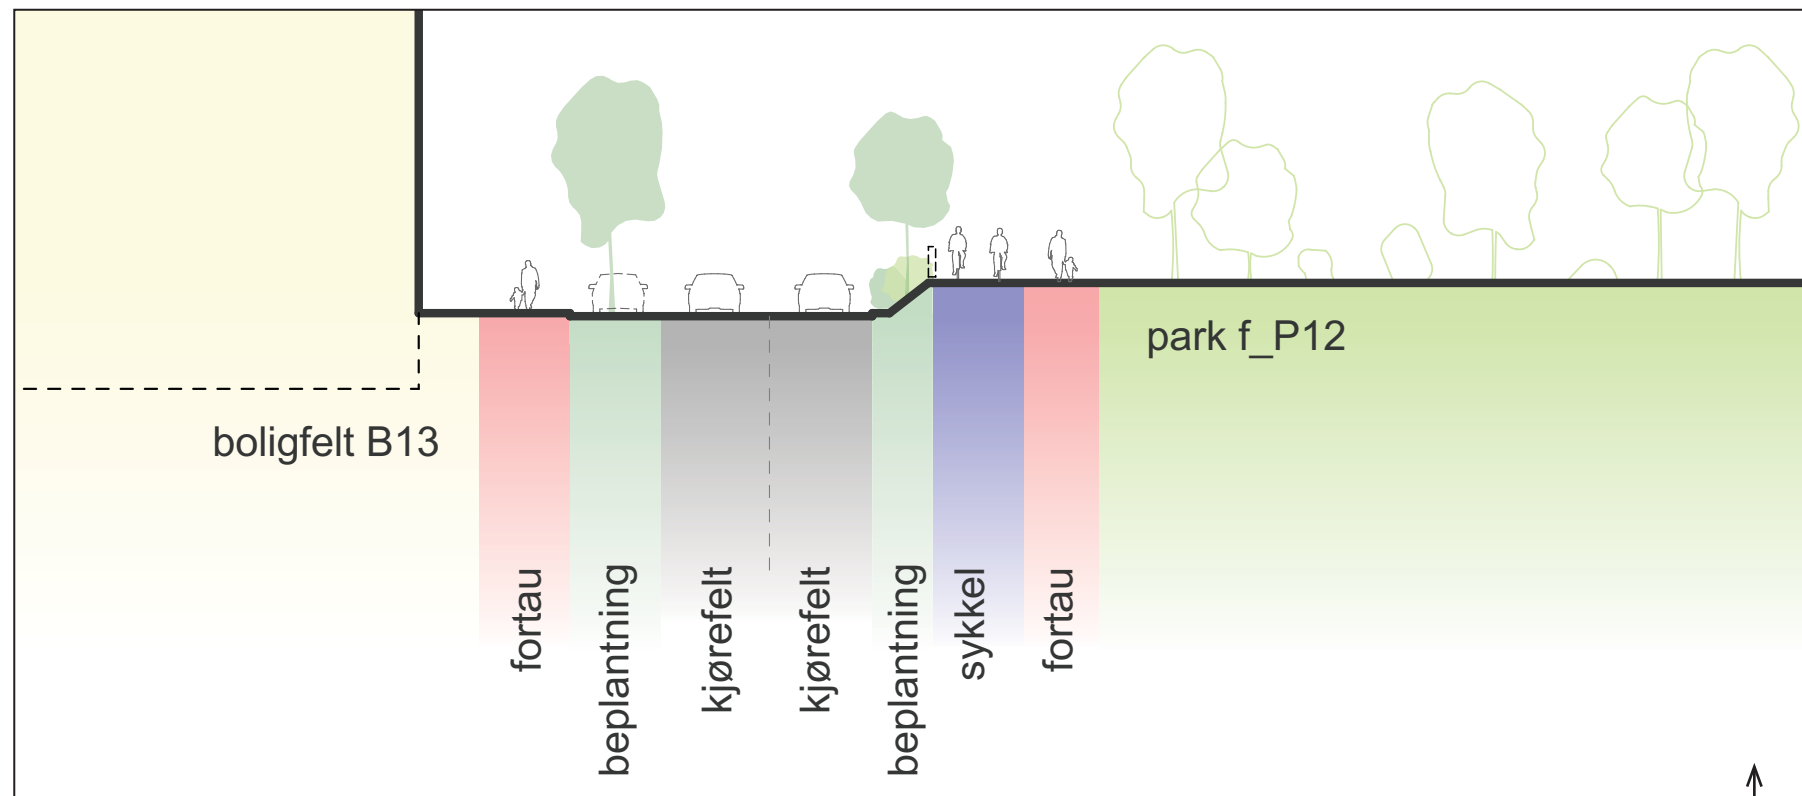 park f_P12
boligfelt B13
fortau
beplantning
kjørefelt
kjørefelt
beplantning
sykkel
fortau